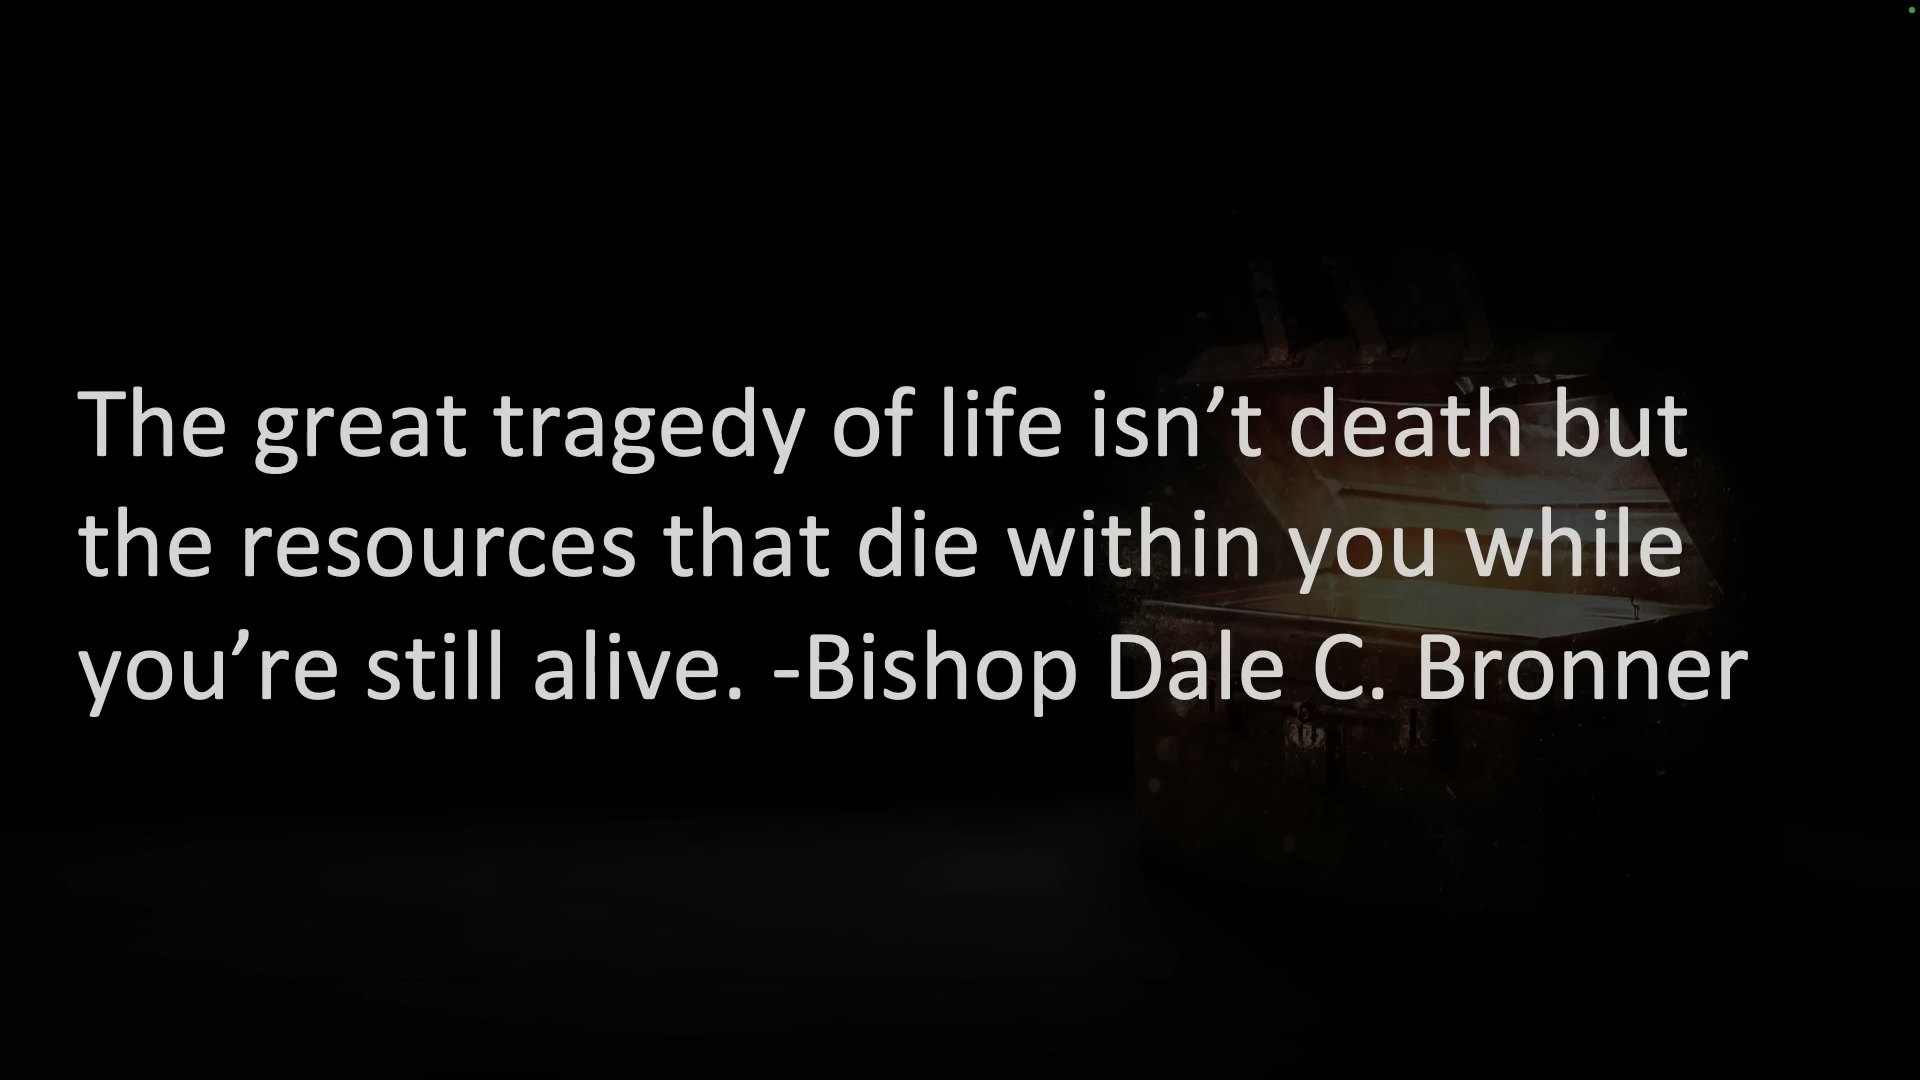 The great tragedy of life isn’t death but
the resources that die within you while
you’re still alive. -Bishop Dale C. Bronner